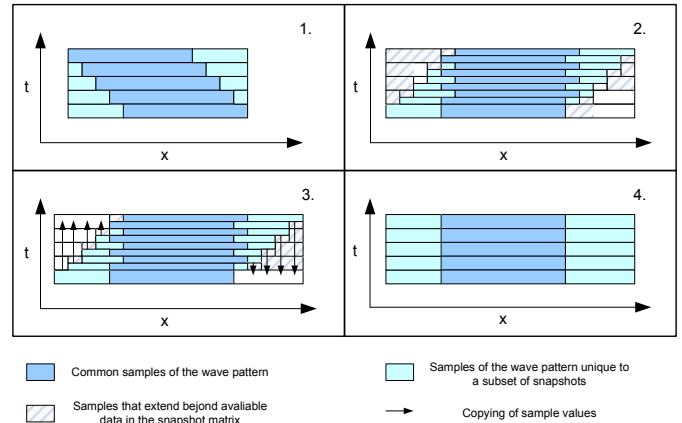 1.
t
x
2.
t
x
3.
t
x
4.
t
x
Common samples of the wave pattern
Samples of the wave pattern unique to
a subset of snapshots
Samples that extend bejond avaliable
data in the snapshot matrix
Copying of sample values